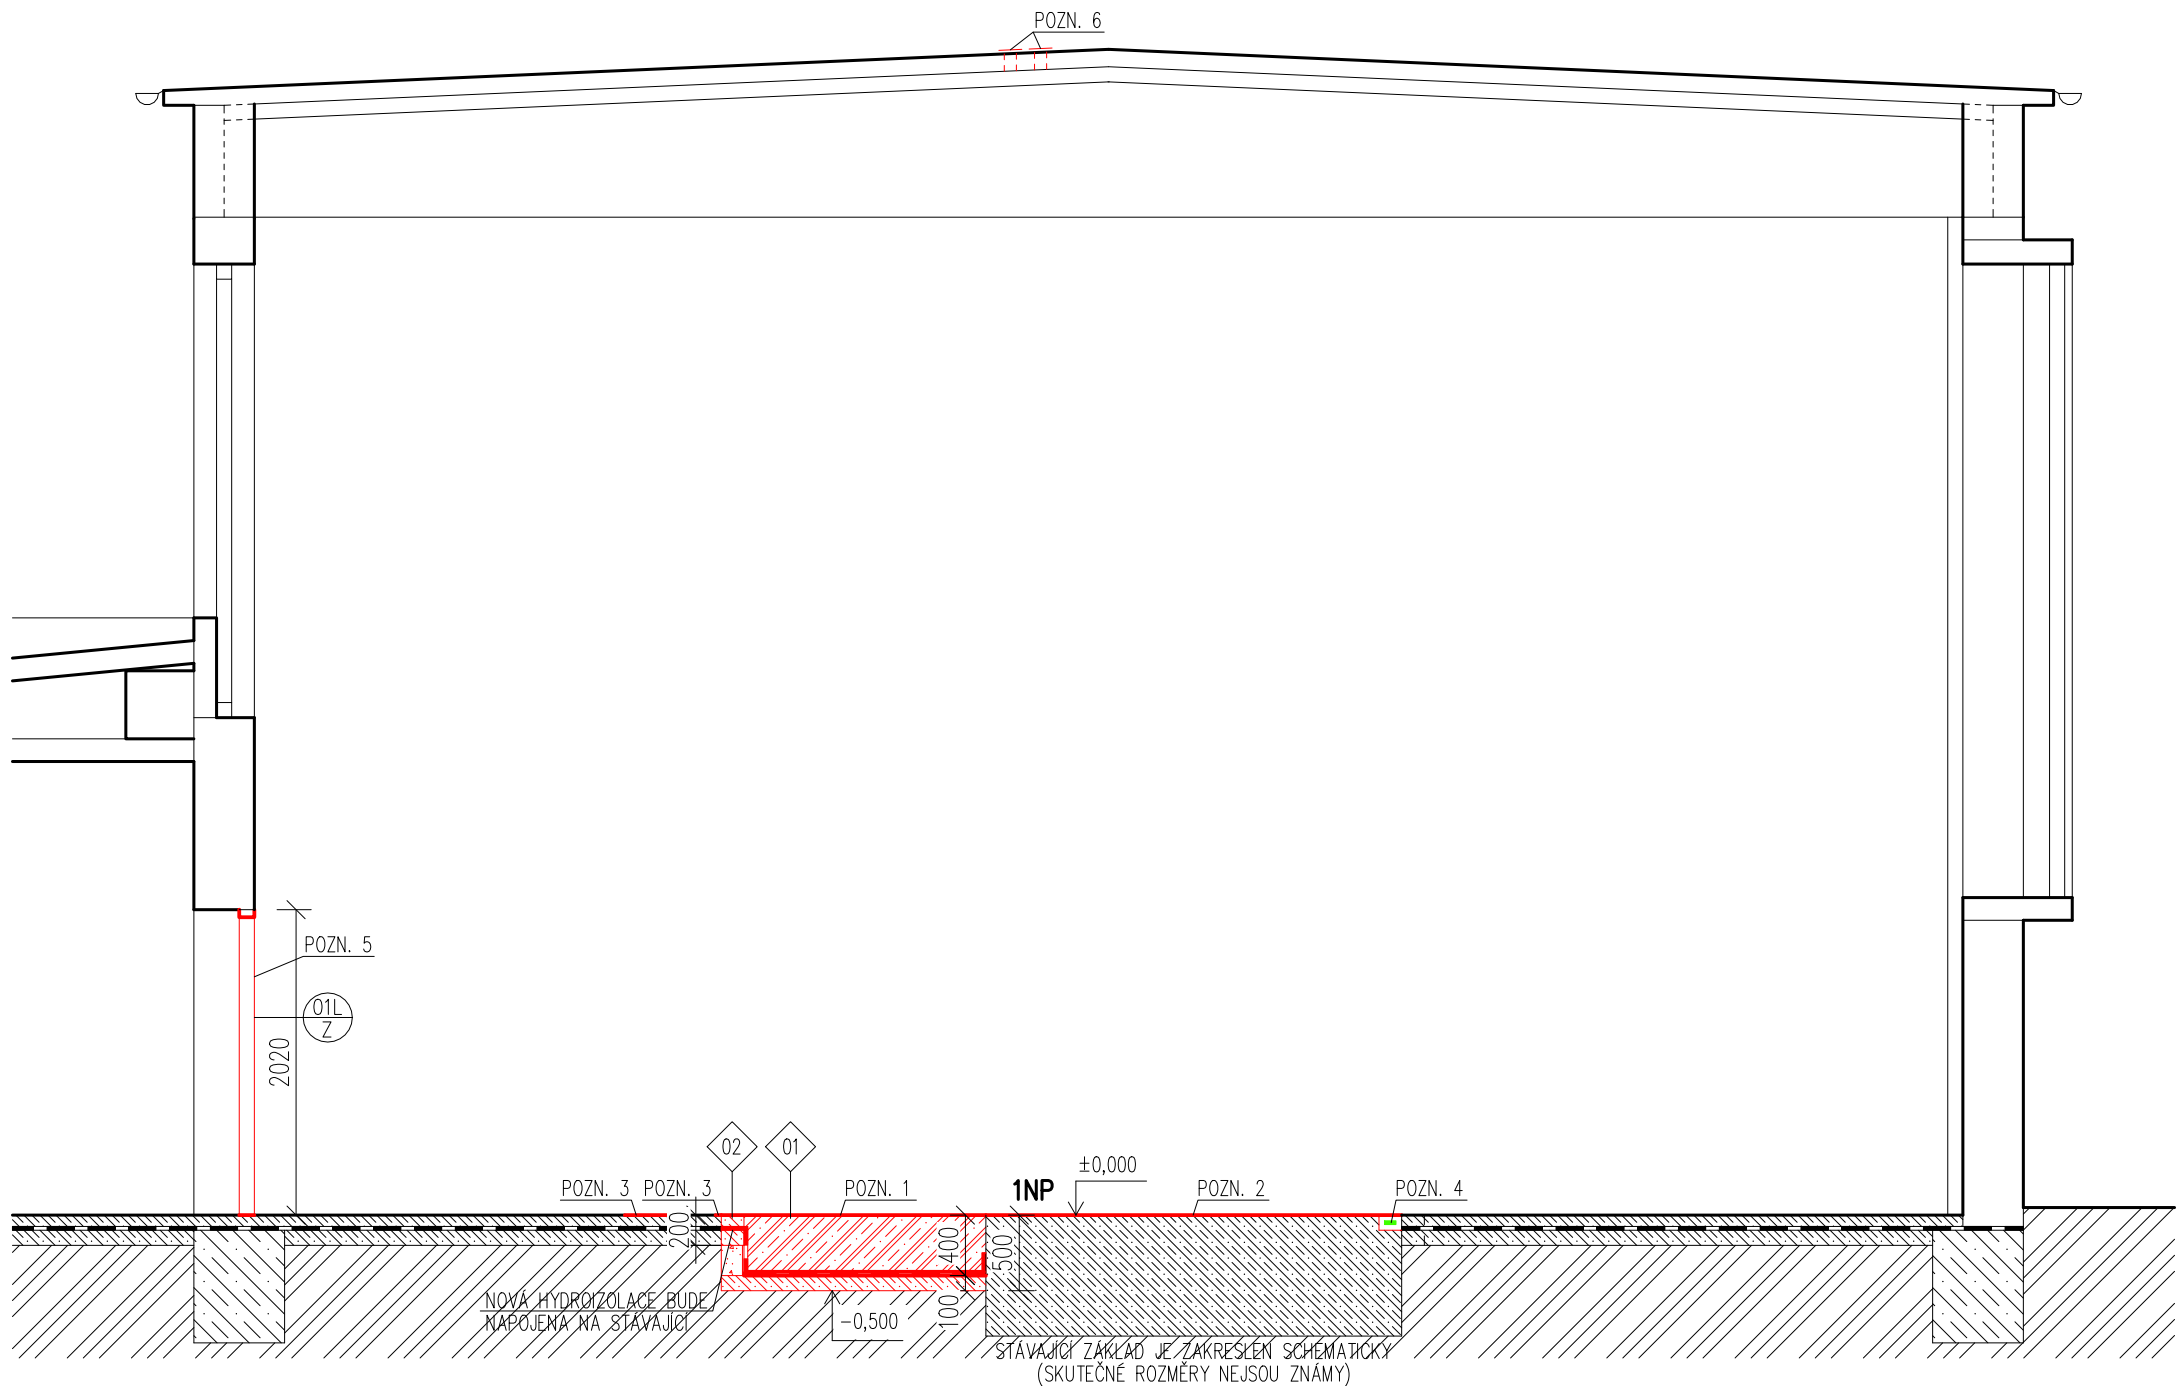 POZN. 6
POZN. 5
01L
Z
2020
02
01
±0,000
POZN. 3
POZN. 3
POZN. 1
1NP
POZN. 2
POZN. 4
200
400
500
100
NOVÁ HYDROIZOLACE BUDE
NAPOJENA NA STÁVAJÍCÍ
-0,500
STÁVAJÍCÍ ZÁKLAD JE ZAKRESLEN SCHÉMATICKY
(SKUTEČNÉ ROZMĚRY NEJSOU ZNÁMY)